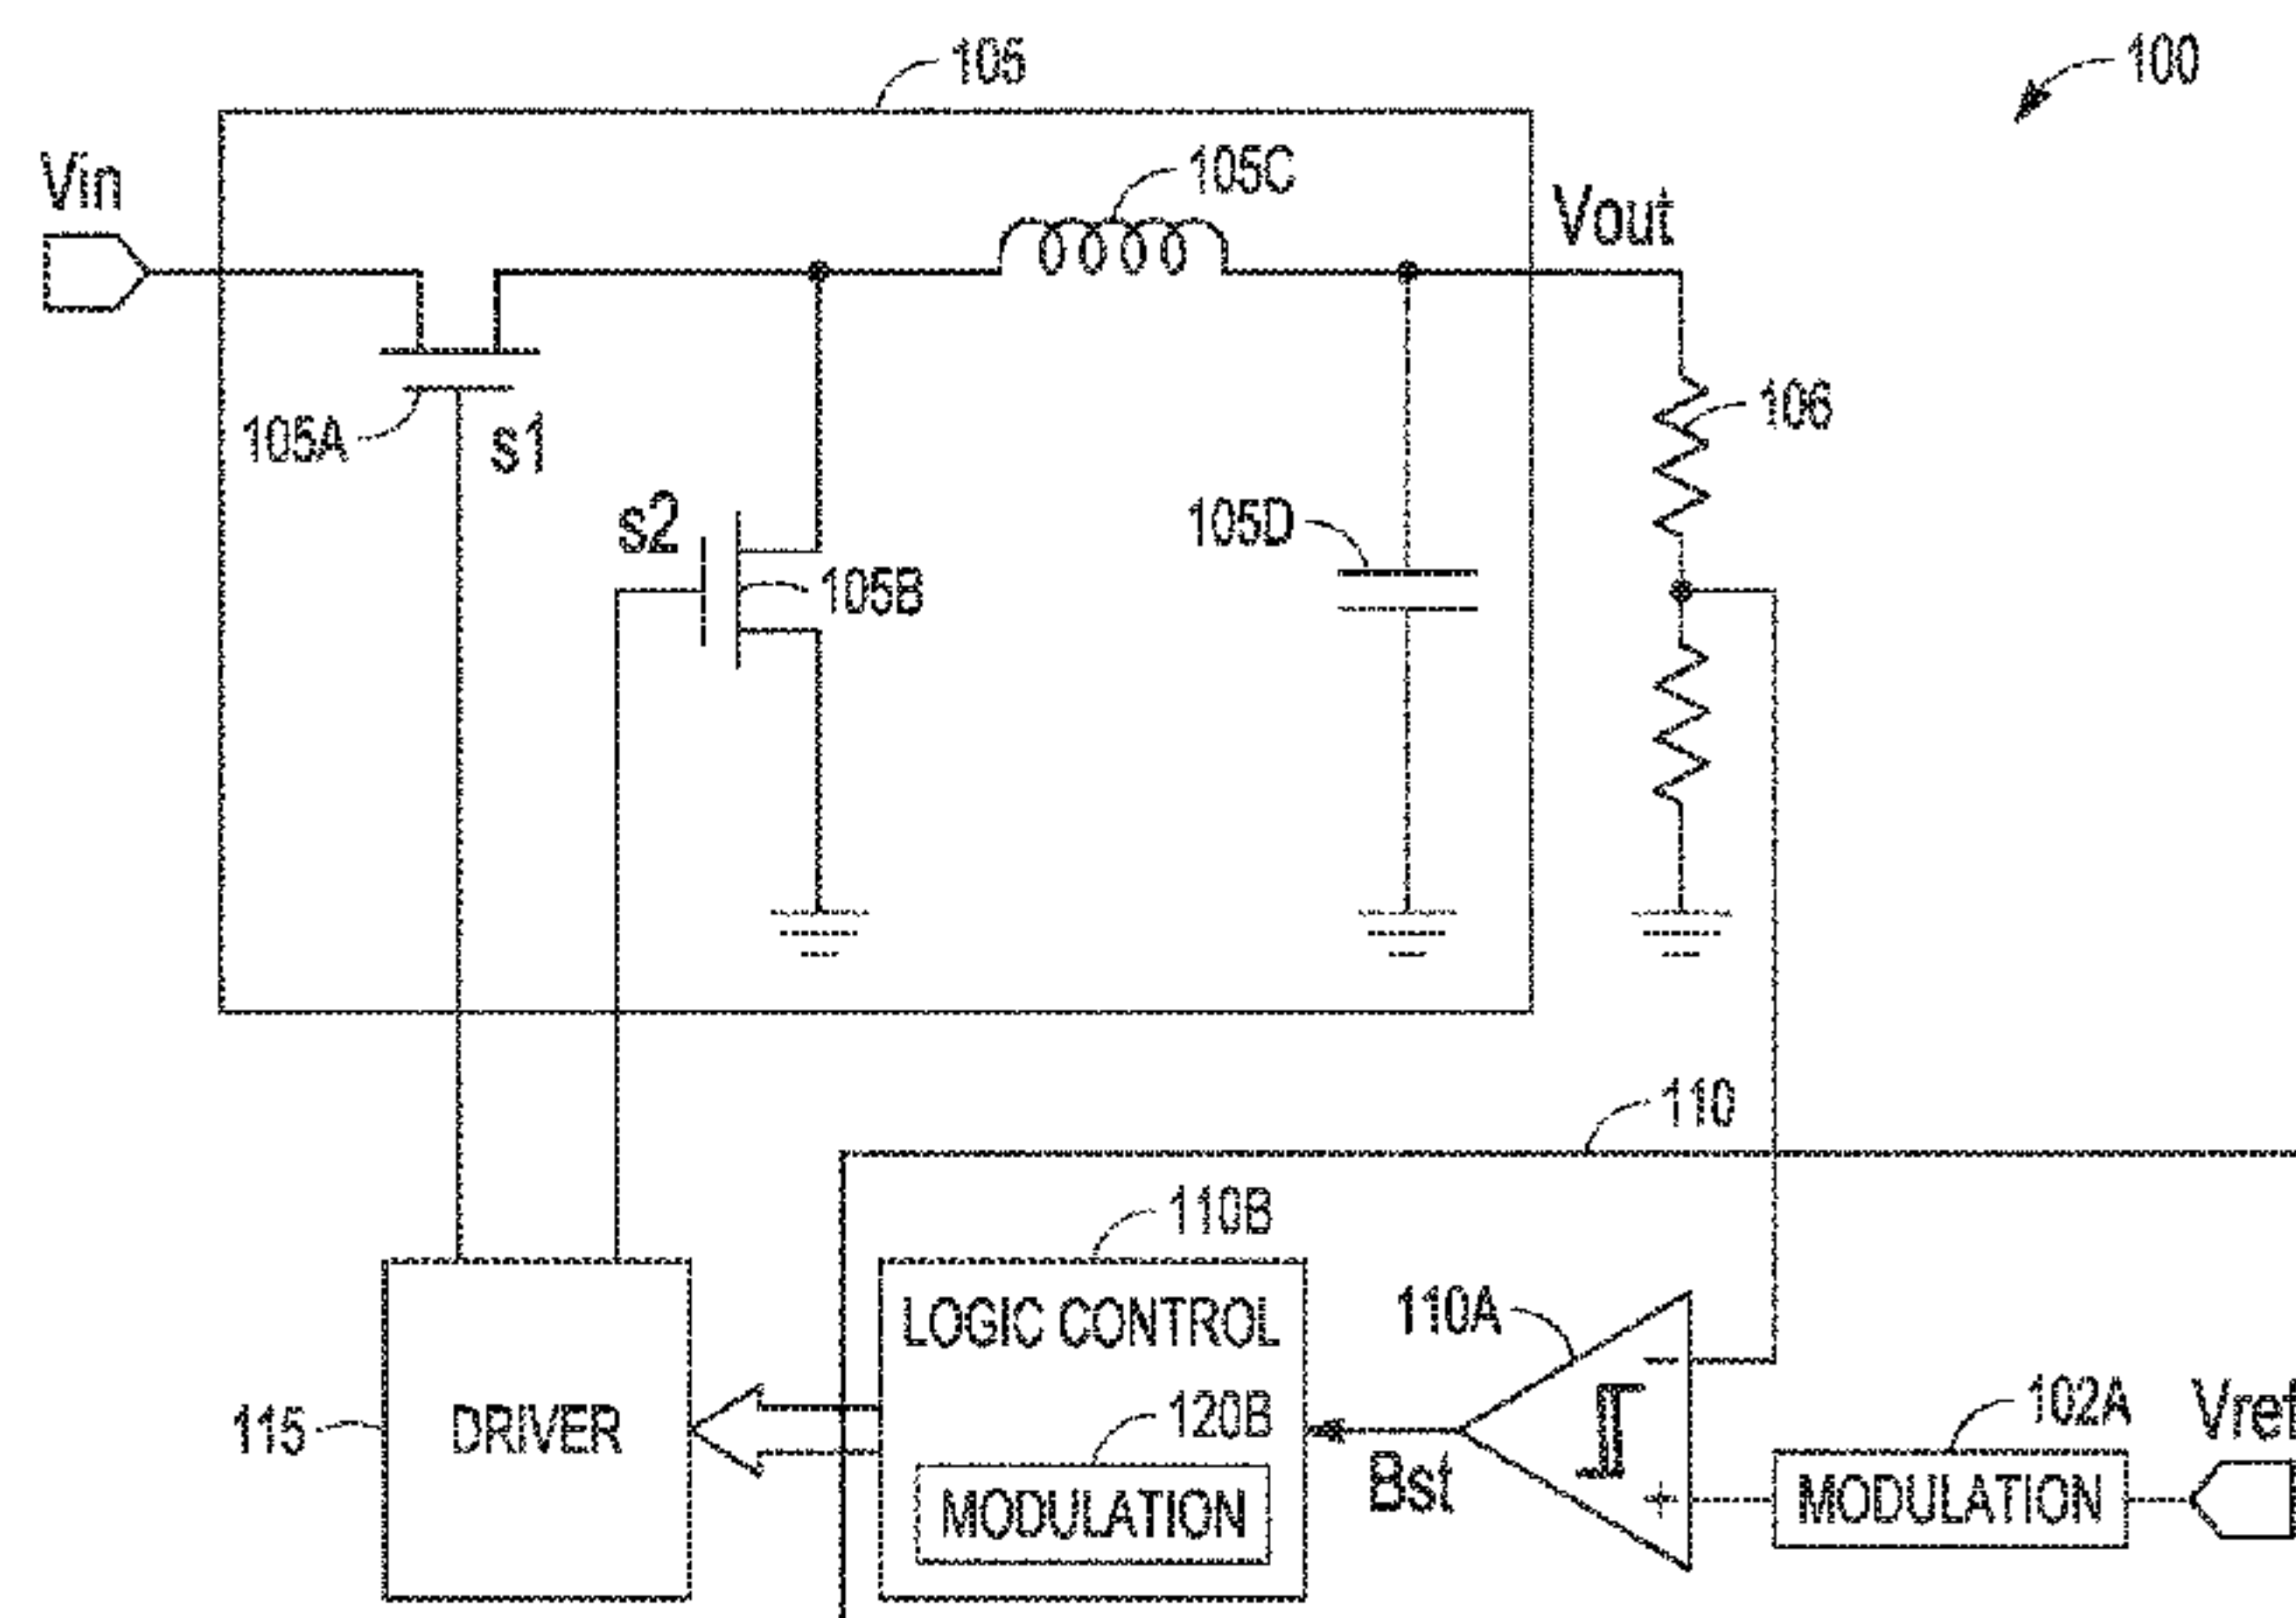 105
100
Vin
105C
Vout
105A
s1
106
s2
105B
105D
110
110B
LOGIC CONTROL
110A
115
DRIVER
120B
102A
Vref
MODULATION
Bst
MODULATION